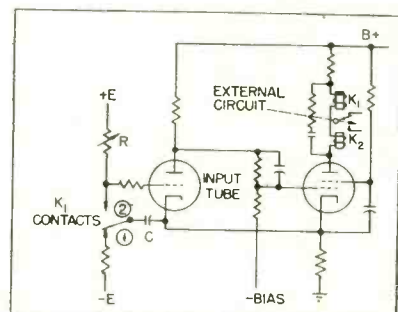 B+
+E
EXTERNAL
CIRCUIT
K1
K2
R
INPUT
TUBE
K1
CONTACTS
2
1
C
-E
-BIAS